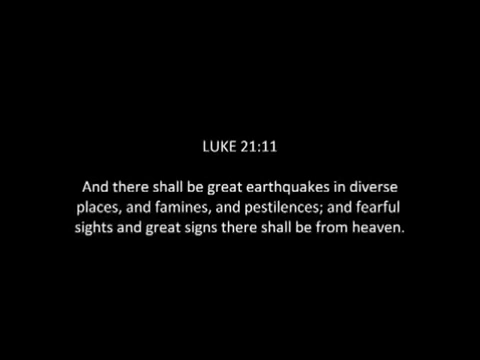 LUKE 21:11
And there shall be great earthquakes in diverse
places, and famines, and pestilences; and fearful
sights and great signs there shall be from heaven.